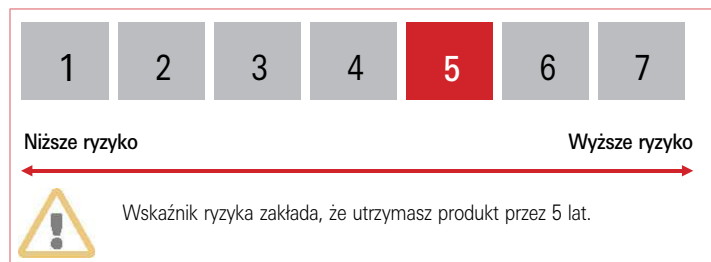 1 2 3 4 5 6 7
Niższe ryzyko Wyższe ryzyko
Wskaźnik ryzyka zakłada, że utrzymasz produkt przez 5 lat.